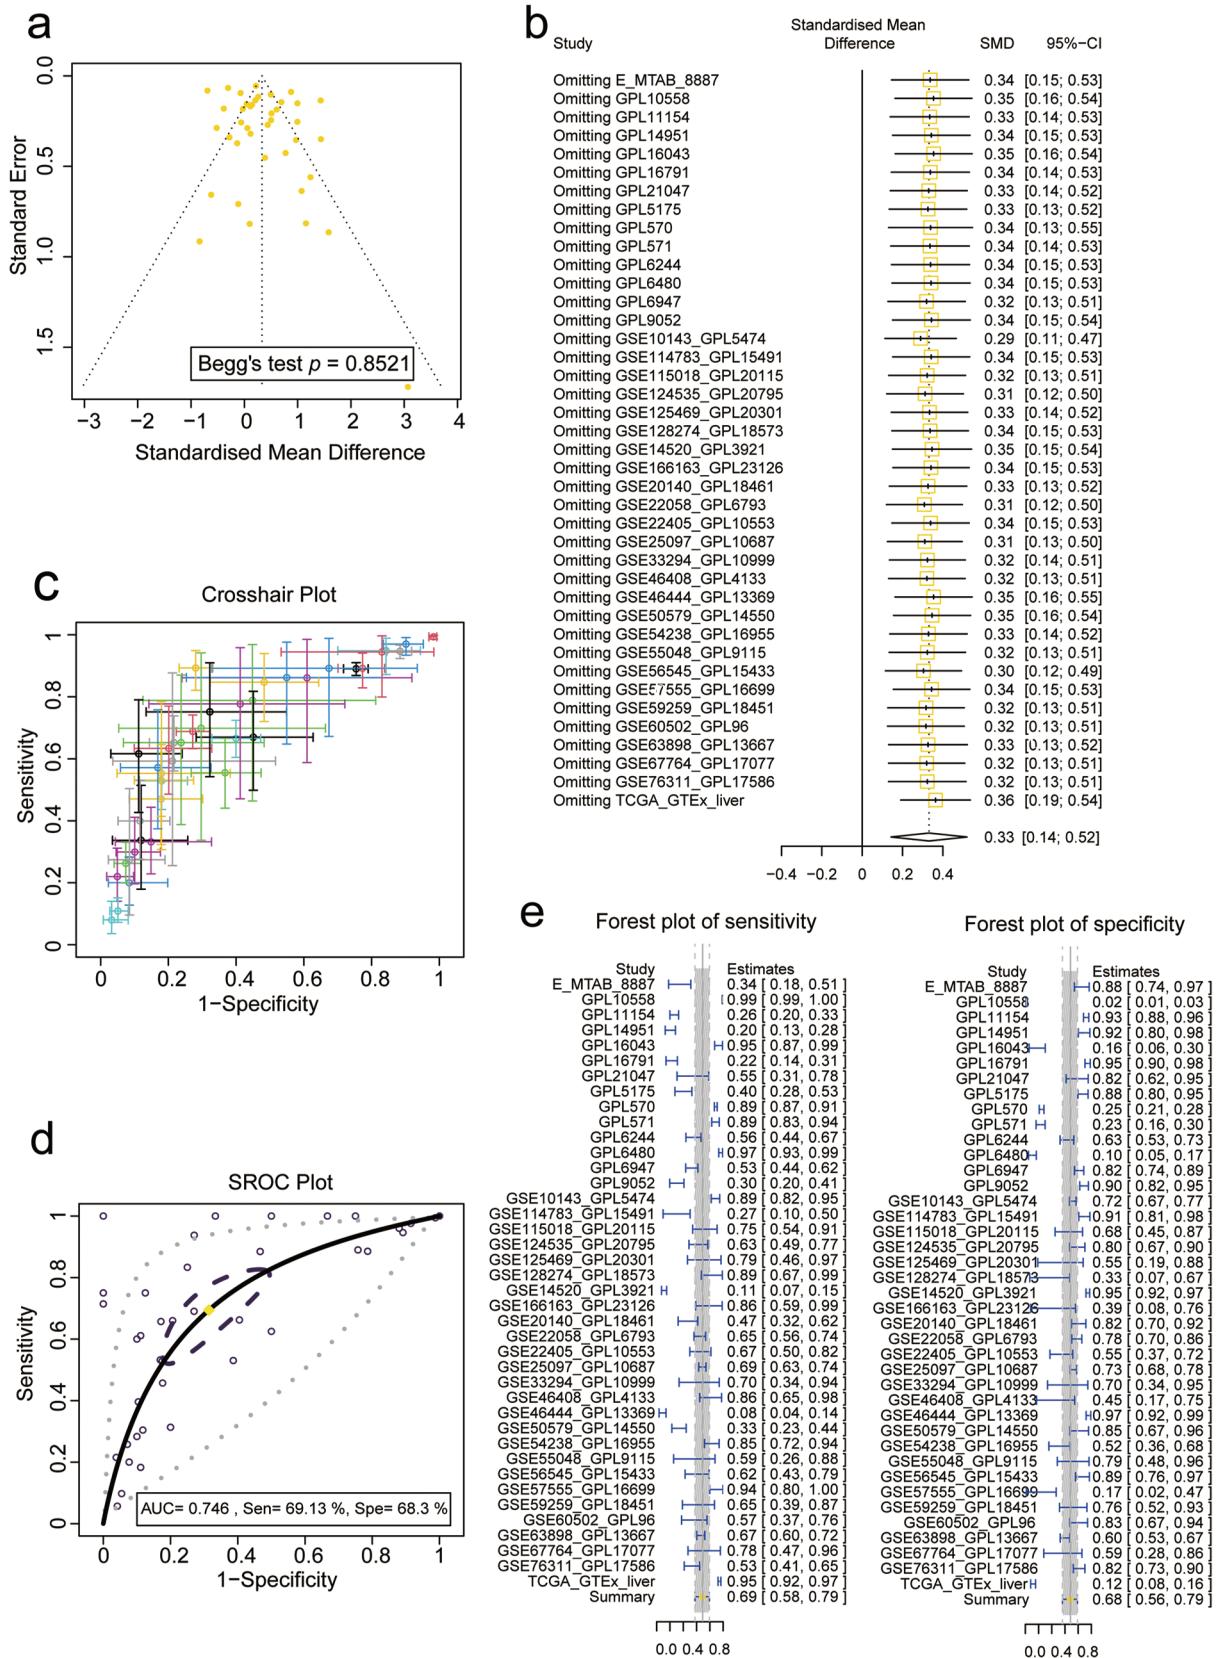 a
0.0
0.5
1.0
1.5
Standard Error
Begg's test p = 0.8521
−3 −2 −1 0 1 2 3 4
Standardised Mean Difference
b
Study Standardised Mean Difference SMD 95%−CI
Omitting E_MTAB_8887 0.34 [0.15; 0.53]
Omitting GPL10558 0.35 [0.16; 0.54]
Omitting GPL11154 0.33 [0.14; 0.53]
Omitting GPL14951 0.34 [0.15; 0.53]
Omitting GPL16043 0.35 [0.16; 0.54]
Omitting GPL16791 0.34 [0.14; 0.53]
Omitting GPL21047 0.33 [0.14; 0.52]
Omitting GPL5175 0.33 [0.13; 0.52]
Omitting GPL570 0.34 [0.13; 0.55]
Omitting GPL571 0.34 [0.14; 0.53]
Omitting GPL6244 0.34 [0.15; 0.53]
Omitting GPL6480 0.34 [0.15; 0.53]
Omitting GPL6947 0.32 [0.13; 0.51]
Omitting GPL9052 0.34 [0.15; 0.54]
Omitting GSE10143_GPL5474 0.29 [0.11; 0.47]
Omitting GSE114783_GPL15491 0.34 [0.15; 0.53]
Omitting GSE115018_GPL20115 0.32 [0.13; 0.51]
Omitting GSE124535_GPL20795 0.31 [0.12; 0.50]
Omitting GSE125469_GPL20301 0.33 [0.14; 0.52]
Omitting GSE128274_GPL18573 0.34 [0.15; 0.53]
Omitting GSE14520_GPL3921 0.35 [0.15; 0.54]
Omitting GSE166163_GPL23126 0.34 [0.15; 0.53]
Omitting GSE20140_GPL18461 0.33 [0.13; 0.52]
Omitting GSE22058_GPL6793 0.31 [0.12; 0.50]
Omitting GSE22405_GPL10553 0.34 [0.15; 0.53]
Omitting GSE25097_GPL10687 0.31 [0.13; 0.50]
Omitting GSE33294_GPL10999 0.32 [0.14; 0.51]
Omitting GSE46408_GPL4133 0.32 [0.13; 0.51]
Omitting GSE46444_GPL13369 0.35 [0.16; 0.55]
Omitting GSE50579_GPL14550 0.35 [0.16; 0.54]
Omitting GSE54238_GPL16955 0.33 [0.14; 0.52]
Omitting GSE55048_GPL9115 0.32 [0.13; 0.51]
Omitting GSE56545_GPL15433 0.30 [0.12; 0.49]
Omitting GSE57555_GPL16699 0.34 [0.15; 0.53]
Omitting GSE59259_GPL18451 0.32 [0.13; 0.51]
Omitting GSE60502_GPL96 0.32 [0.13; 0.51]
Omitting GSE63898_GPL13667 0.33 [0.13; 0.52]
Omitting GSE67764_GPL17077 0.32 [0.13; 0.51]
Omitting GSE76311_GPL17586 0.32 [0.13; 0.51]
Omitting TCGA_GTEx_liver 0.36 [0.19; 0.54]
0.33 [0.14; 0.52]
−0.4 −0.2 0 0.2 0.4
c
Crosshair Plot
1
0.8
0.6
0.4
0.2
0
Sensitivity
0 0.2 0.4 0.6 0.8 1
1−Specificity
d
SROC Plot
1
0.8
0.6
0.4
0.2
0
Sensitivity
AUC= 0.746 , Sen= 69.13 %, Spe= 68.3 %
0 0.2 0.4 0.6 0.8 1
1−Specificity
e
Forest plot of sensitivity
Study Estimates
E_MTAB_8887 0.34 [ 0.18, 0.51 ]
GPL10558 0.99 [ 0.99, 1.00 ]
GPL11154 0.26 [ 0.20, 0.33 ]
GPL14951 0.20 [ 0.13, 0.28 ]
GPL16043 0.95 [ 0.87, 0.99 ]
GPL16791 0.22 [ 0.14, 0.31 ]
GPL21047 0.55 [ 0.31, 0.78 ]
GPL5175 0.40 [ 0.28, 0.53 ]
GPL570 0.89 [ 0.87, 0.91 ]
GPL571 0.89 [ 0.83, 0.94 ]
GPL6244 0.56 [ 0.44, 0.67 ]
GPL6480 0.97 [ 0.93, 0.99 ]
GPL6947 0.53 [ 0.44, 0.62 ]
GPL9052 0.30 [ 0.20, 0.41 ]
GSE10143_GPL5474 0.89 [ 0.82, 0.95 ]
GSE114783_GPL15491 0.27 [ 0.10, 0.50 ]
GSE115018_GPL20115 0.75 [ 0.54, 0.91 ]
GSE124535_GPL20795 0.63 [ 0.49, 0.77 ]
GSE125469_GPL20301 0.79 [ 0.46, 0.97 ]
GSE128274_GPL18573 0.89 [ 0.67, 0.99 ]
GSE14520_GPL3921 0.11 [ 0.07, 0.15 ]
GSE166163_GPL23126 0.86 [ 0.59, 0.99 ]
GSE20140_GPL18461 0.47 [ 0.32, 0.62 ]
GSE22058_GPL6793 0.65 [ 0.56, 0.74 ]
GSE22405_GPL10553 0.67 [ 0.50, 0.82 ]
GSE25097_GPL10687 0.69 [ 0.63, 0.74 ]
GSE33294_GPL10999 0.70 [ 0.34, 0.94 ]
GSE46408_GPL4133 0.86 [ 0.65, 0.98 ]
GSE46444_GPL13369 0.08 [ 0.04, 0.14 ]
GSE50579_GPL14550 0.33 [ 0.23, 0.44 ]
GSE54238_GPL16955 0.85 [ 0.72, 0.94 ]
GSE55048_GPL9115 0.59 [ 0.26, 0.88 ]
GSE56545_GPL15433 0.62 [ 0.43, 0.79 ]
GSE57555_GPL16699 0.94 [ 0.80, 1.00 ]
GSE59259_GPL18451 0.65 [ 0.39, 0.87 ]
GSE60502_GPL96 0.57 [ 0.37, 0.76 ]
GSE63898_GPL13667 0.67 [ 0.60, 0.72 ]
GSE67764_GPL17077 0.78 [ 0.47, 0.96 ]
GSE76311_GPL17586 0.53 [ 0.41, 0.65 ]
TCGA_GTEx_liver 0.95 [ 0.92, 0.97 ]
Summary 0.69 [ 0.58, 0.79 ]
0.0 0.4 0.8
Forest plot of specificity
Study Estimates
E_MTAB_8887 0.88 [ 0.74, 0.97 ]
GPL10558 0.02 [ 0.01, 0.03 ]
GPL11154 0.93 [ 0.88, 0.96 ]
GPL14951 0.92 [ 0.80, 0.98 ]
GPL16043 0.16 [ 0.06, 0.30 ]
GPL16791 0.95 [ 0.90, 0.98 ]
GPL21047 0.82 [ 0.62, 0.95 ]
GPL5175 0.88 [ 0.80, 0.95 ]
GPL570 0.25 [ 0.21, 0.28 ]
GPL571 0.23 [ 0.16, 0.30 ]
GPL6244 0.63 [ 0.53, 0.73 ]
GPL6480 0.10 [ 0.05, 0.17 ]
GPL6947 0.82 [ 0.74, 0.89 ]
GPL9052 0.90 [ 0.82, 0.95 ]
GSE10143_GPL5474 0.72 [ 0.67, 0.77 ]
GSE114783_GPL15491 0.91 [ 0.81, 0.98 ]
GSE115018_GPL20115 0.68 [ 0.45, 0.87 ]
GSE124535_GPL20795 0.80 [ 0.67, 0.90 ]
GSE125469_GPL20301 0.55 [ 0.19, 0.88 ]
GSE128274_GPL18573 0.33 [ 0.07, 0.67 ]
GSE14520_GPL3921 0.95 [ 0.92, 0.97 ]
GSE166163_GPL23126 0.39 [ 0.08, 0.76 ]
GSE20140_GPL18461 0.82 [ 0.70, 0.92 ]
GSE22058_GPL6793 0.78 [ 0.70, 0.86 ]
GSE22405_GPL10553 0.55 [ 0.37, 0.72 ]
GSE25097_GPL10687 0.73 [ 0.68, 0.78 ]
GSE33294_GPL10999 0.70 [ 0.34, 0.95 ]
GSE46408_GPL4133 0.45 [ 0.17, 0.75 ]
GSE46444_GPL13369 0.97 [ 0.92, 0.99 ]
GSE50579_GPL14550 0.85 [ 0.67, 0.96 ]
GSE54238_GPL16955 0.52 [ 0.36, 0.68 ]
GSE55048_GPL9115 0.79 [ 0.48, 0.96 ]
GSE56545_GPL15433 0.89 [ 0.76, 0.97 ]
GSE57555_GPL16699 0.17 [ 0.02, 0.47 ]
GSE59259_GPL18451 0.76 [ 0.52, 0.93 ]
GSE60502_GPL96 0.83 [ 0.67, 0.94 ]
GSE63898_GPL13667 0.60 [ 0.53, 0.67 ]
GSE67764_GPL17077 0.59 [ 0.28, 0.86 ]
GSE76311_GPL17586 0.82 [ 0.73, 0.90 ]
TCGA_GTEx_liver 0.12 [ 0.08, 0.16 ]
Summary 0.68 [ 0.56, 0.79 ]
0.0 0.4 0.8